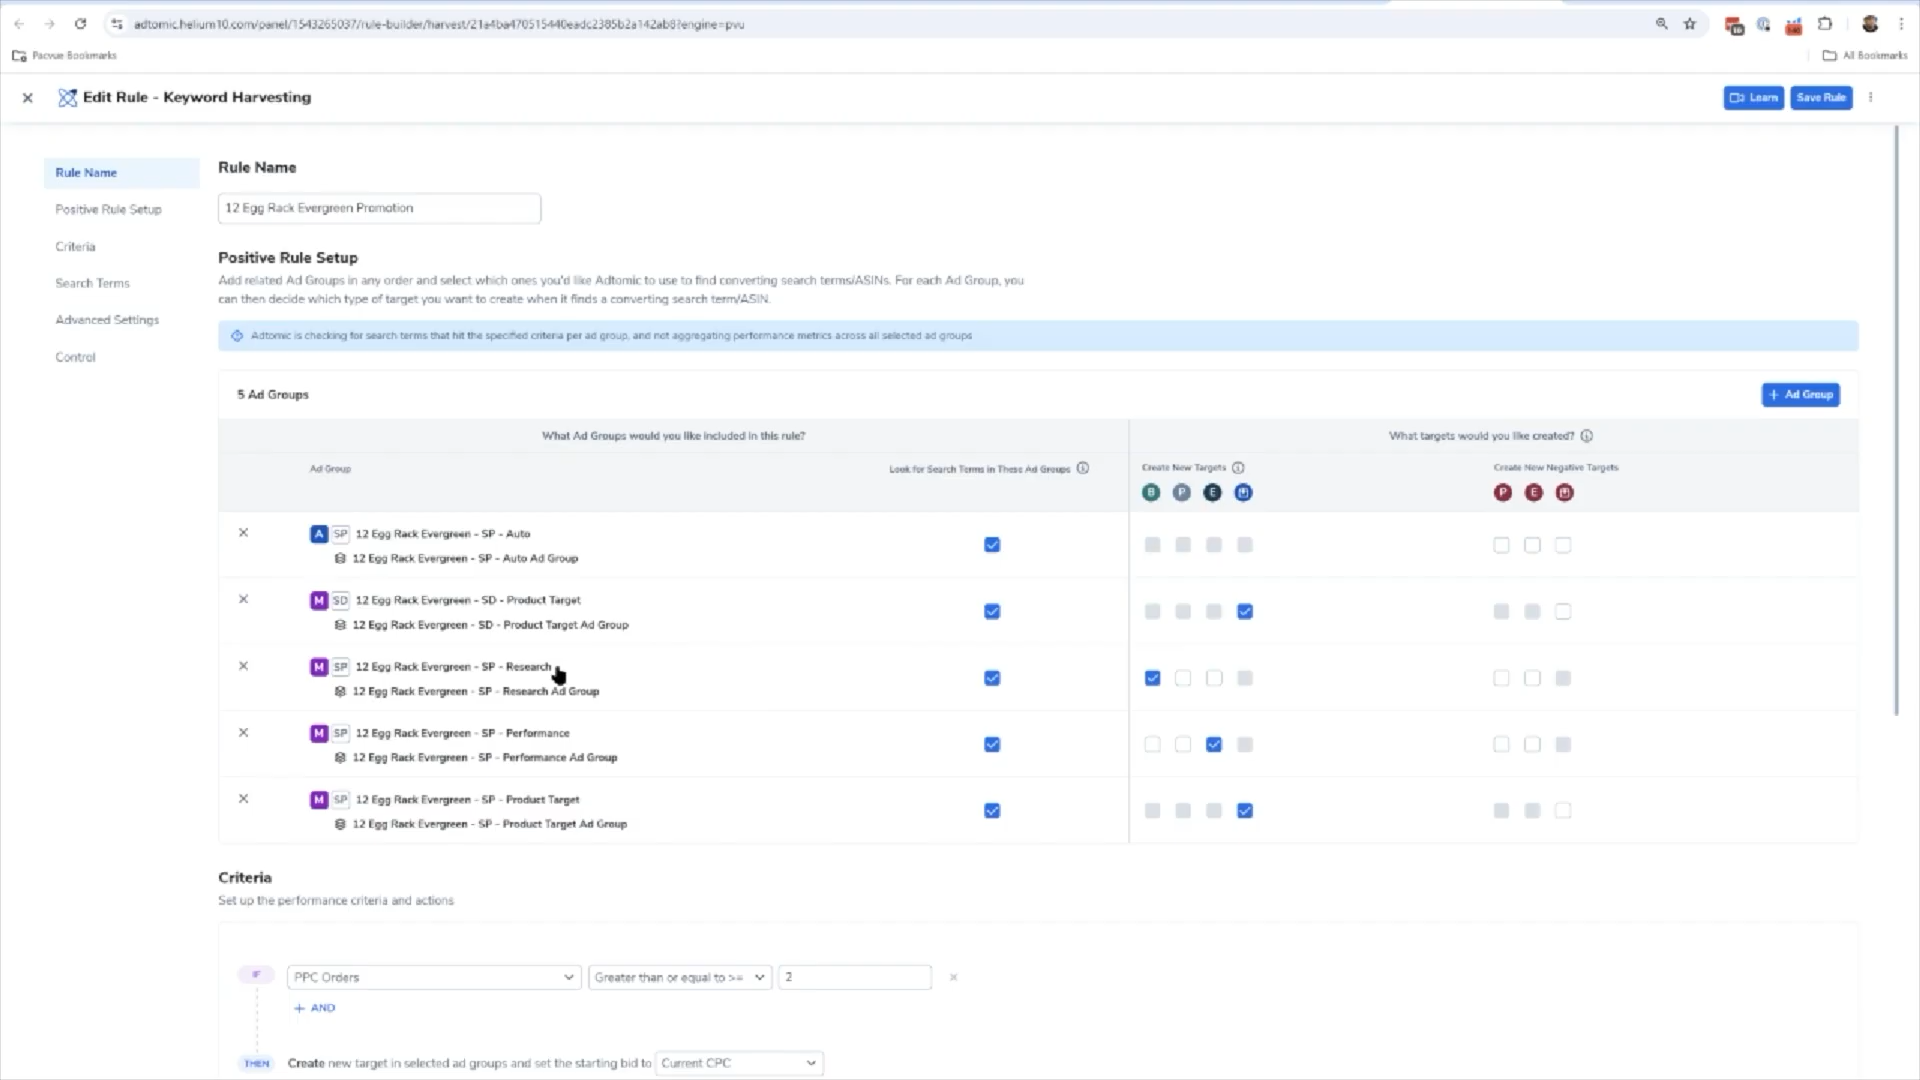 adtomic.helium10.com/panel/1543265037/rule-builder/harvest/21a4ba470515440eadc2385b2a142ab8?engine=pvu
Pacvue Bookmarks
All Bookmarks
Edit Rule - Keyword Harvesting
Learn
Save Rule
Rule Name
Positive Rule Setup
Criteria
Search Terms
Advanced Settings
Control
Rule Name
12 Egg Rack Evergreen Promotion
Positive Rule Setup
Add related Ad Groups in any order and select which ones you'd like Adtomic to use to find converting search terms/ASINs. For each Ad Group, you
can then decide which type of target you want to create when it finds a converting search term/ASIN.
Adtomic is checking for search terms that hit the specified criteria per ad group, and not aggregating performance metrics across all selected ad groups
5 Ad Groups
+ Ad Group
What Ad Groups would you like included in this rule?
What targets would you like created?
Ad Group
Look for Search Terms in These Ad Groups
Create New Targets
Create New Negative Targets
B P E
P E
A SP 12 Egg Rack Evergreen - SP - Auto
12 Egg Rack Evergreen - SP - Auto Ad Group
M SD 12 Egg Rack Evergreen - SD - Product Target
12 Egg Rack Evergreen - SD - Product Target Ad Group
M SP 12 Egg Rack Evergreen - SP - Research
12 Egg Rack Evergreen - SP - Research Ad Group
M SP 12 Egg Rack Evergreen - SP - Performance
12 Egg Rack Evergreen - SP - Performance Ad Group
M SP 12 Egg Rack Evergreen - SP - Product Target
12 Egg Rack Evergreen - SP - Product Target Ad Group
Criteria
Set up the performance criteria and actions
IF PPC Orders Greater than or equal to >= 2
+ AND
THEN Create new target in selected ad groups and set the starting bid to Current CPC